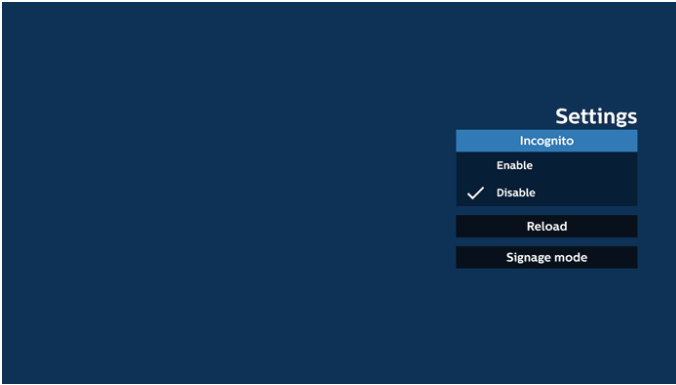 Settings
Incognito
Enable
Disable
Reload
Signage mode